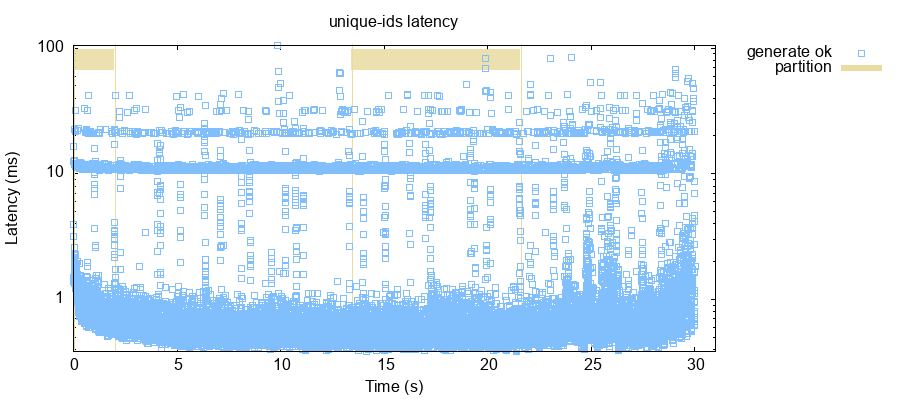 unique-ids latency
generate ok
partition
Latency (ms)
100
10
1
0
5
10
15
20
25
30
Time (s)